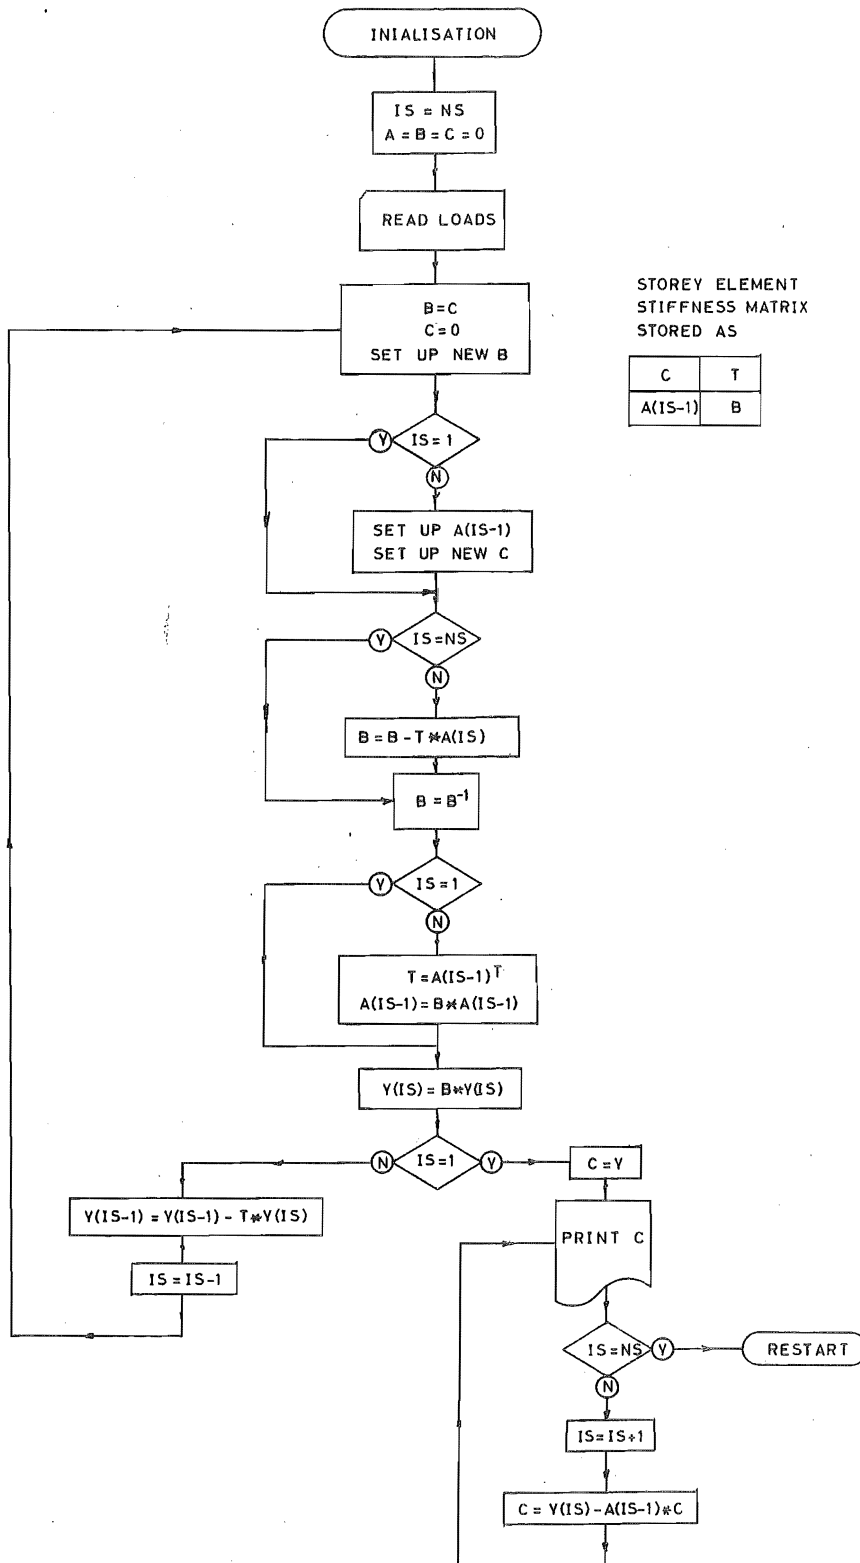 INIALISATION
IS = NS
A = B = C = 0
READ LOADS
B=C
C=0
SET UP NEW B
STOREY ELEMENT
STIFFNESS MATRIX
STORED AS
C T
A(IS-1) B
Y IS=1
N
SET UP A(IS-1)
SET UP NEW C
Y IS=NS
N
B = B - T*A(IS)
B = B⁻¹
Y IS=1
N
T = A(IS-1)ᵀ
A(IS-1) = B*A(IS-1)
Y(IS) = B*Y(IS)
N IS=1 Y
C = Y
Y(IS-1) = Y(IS-1) - T*Y(IS)
PRINT C
IS = IS-1
IS=NS Y
RESTART
N
IS = IS+1
C = Y(IS) - A(IS-1)*C